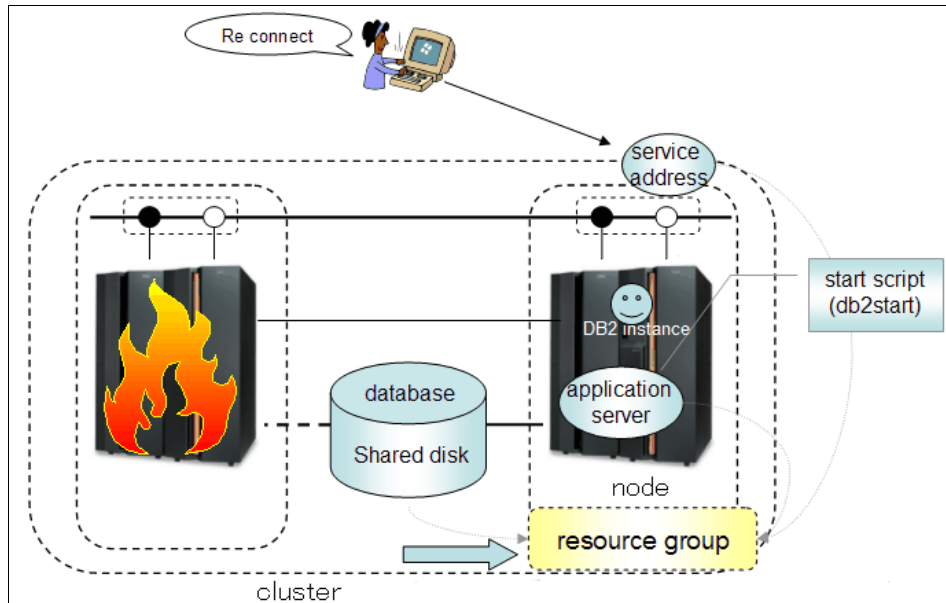 Re connect
service
address
start script
(db2start)
DB2 instance
database
application
server
Shared disk
node
resource group
cluster